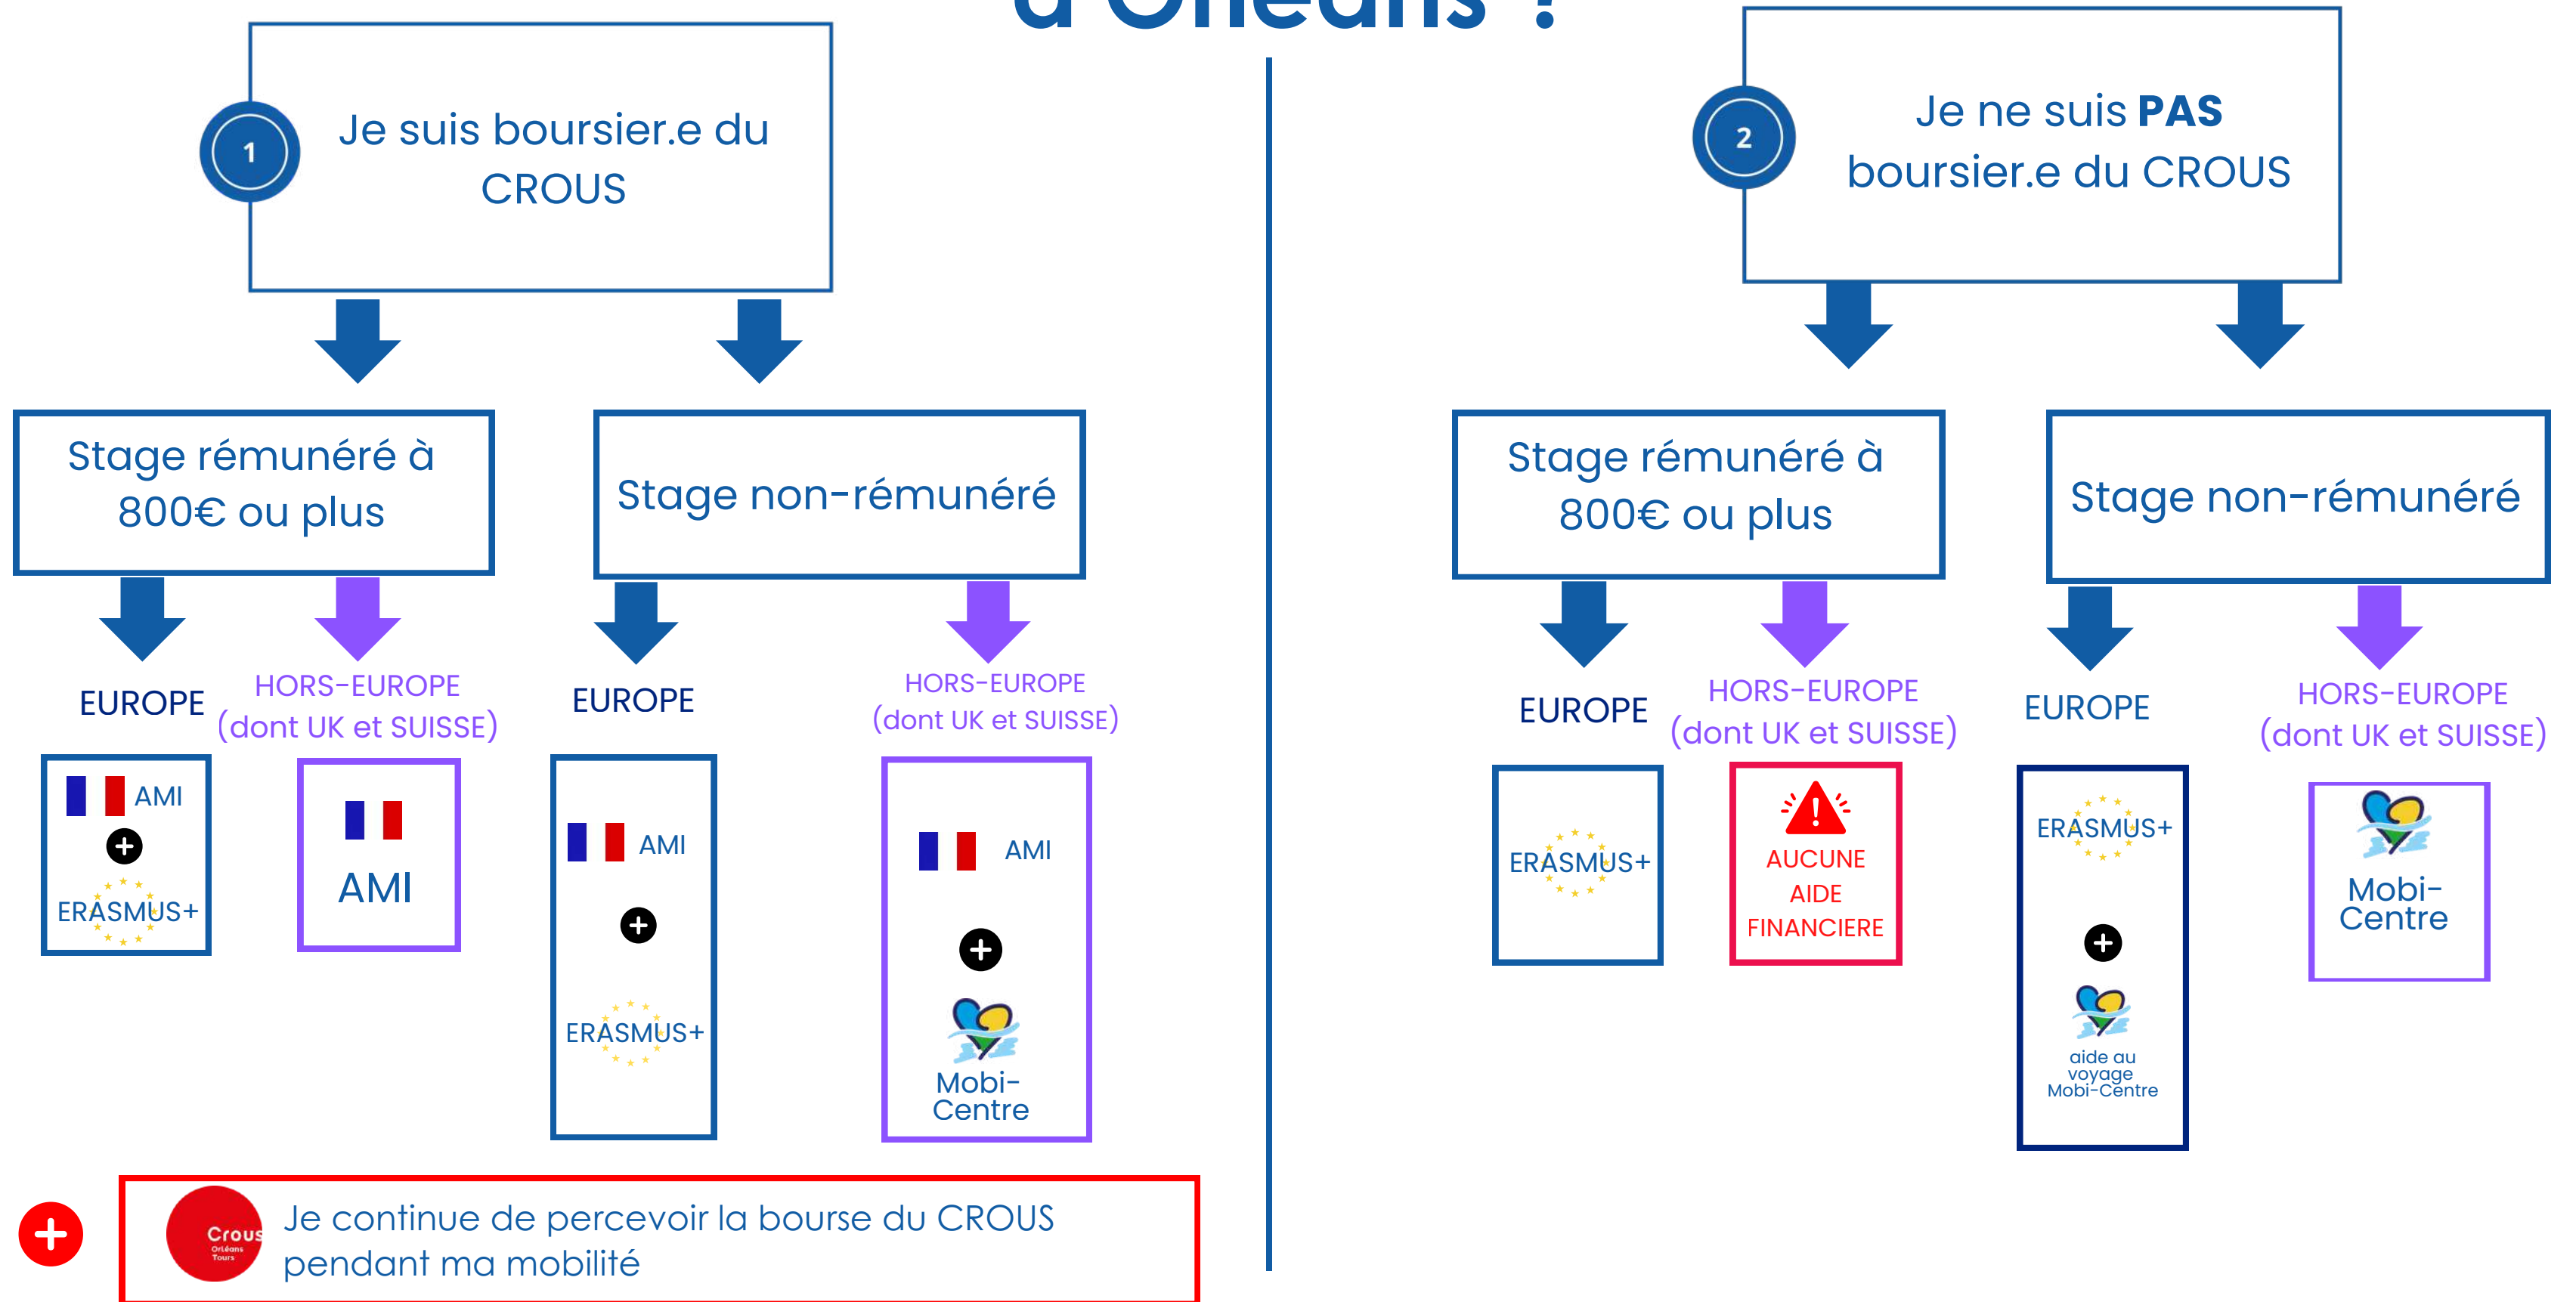 d'Orléans ?
1
Je suis boursier.e du
CROUS
Stage rémunéré à
800€ ou plus
Stage non-rémunéré
EUROPE
HORS-EUROPE
(dont UK et SUISSE)
EUROPE
HORS-EUROPE
(dont UK et SUISSE)
AMI
+
ERASMUS+
AMI
AMI
+
ERASMUS+
AMI
+
Mobi-
Centre
+
Crous
Orléans
Tours
Je continue de percevoir la bourse du CROUS
pendant ma mobilité
2
Je ne suis PAS
boursier.e du CROUS
Stage rémunéré à
800€ ou plus
Stage non-rémunéré
EUROPE
HORS-EUROPE
(dont UK et SUISSE)
EUROPE
HORS-EUROPE
(dont UK et SUISSE)
ERASMUS+
!
AUCUNE
AIDE
FINANCIERE
ERASMUS+
+
aide au
voyage
Mobi-Centre
Mobi-
Centre